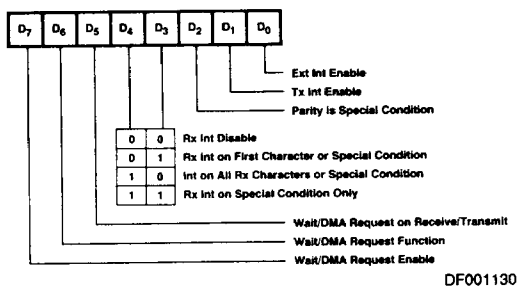 D7 D6 D5 D4 D3 D2 D1 D0
Ext Int Enable
Tx Int Enable
Parity is Special Condition
0 0 Rx Int Disable
0 1 Rx Int on First Character or Special Condition
1 0 Int on All Rx Characters or Special Condition
1 1 Rx Int on Special Condition Only
Wait/DMA Request on Receive/Transmit
Wait/DMA Request Function
Wait/DMA Request Enable
DF001130